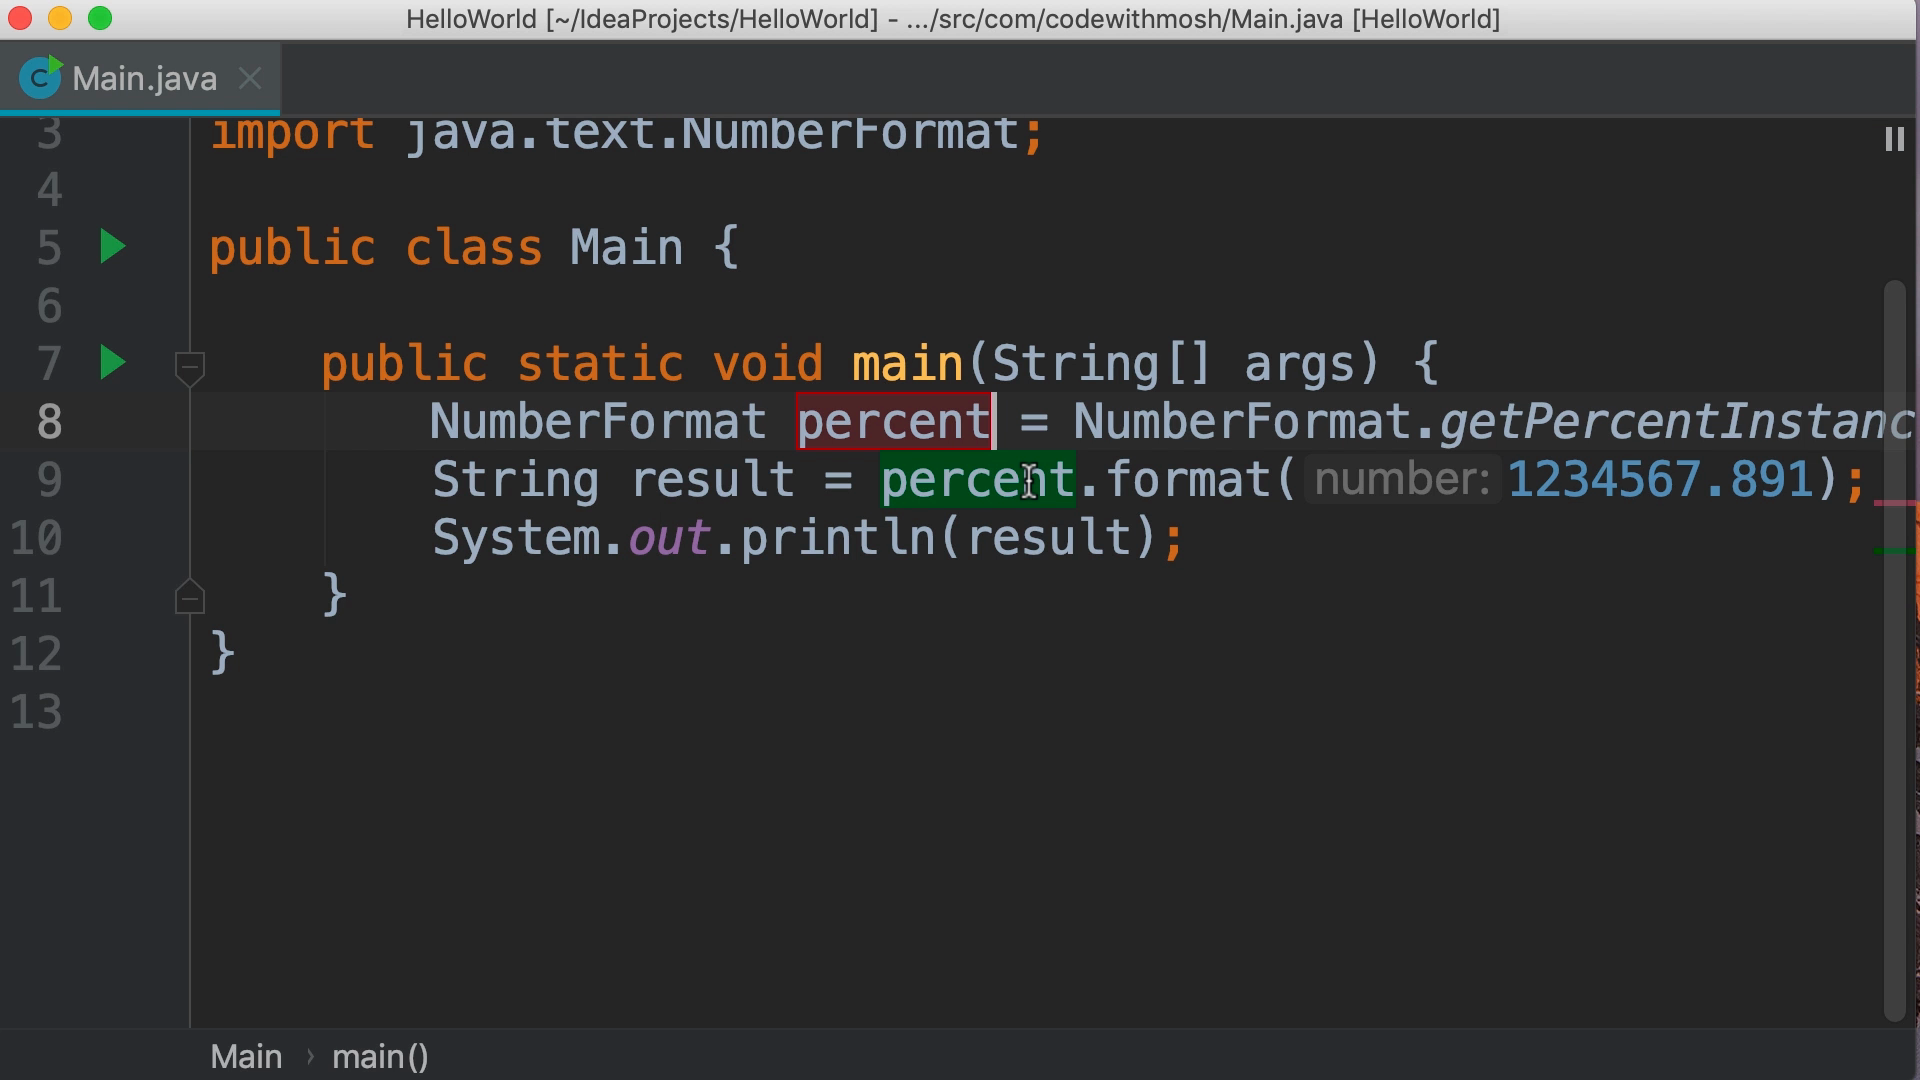 HelloWorld [~/IdeaProjects/HelloWorld] - .../src/com/codewithmosh/Main.java [HelloWorld]
C Main.java
3 import java.text.NumberFormat;
4
5 public class Main {
6
7 public static void main(String[] args) {
8 NumberFormat percent = NumberFormat.getPercentInstanc
9 String result = percent.format( number: 1234567.891);
10 System.out.println(result);
11 }
12 }
13
Main › main()